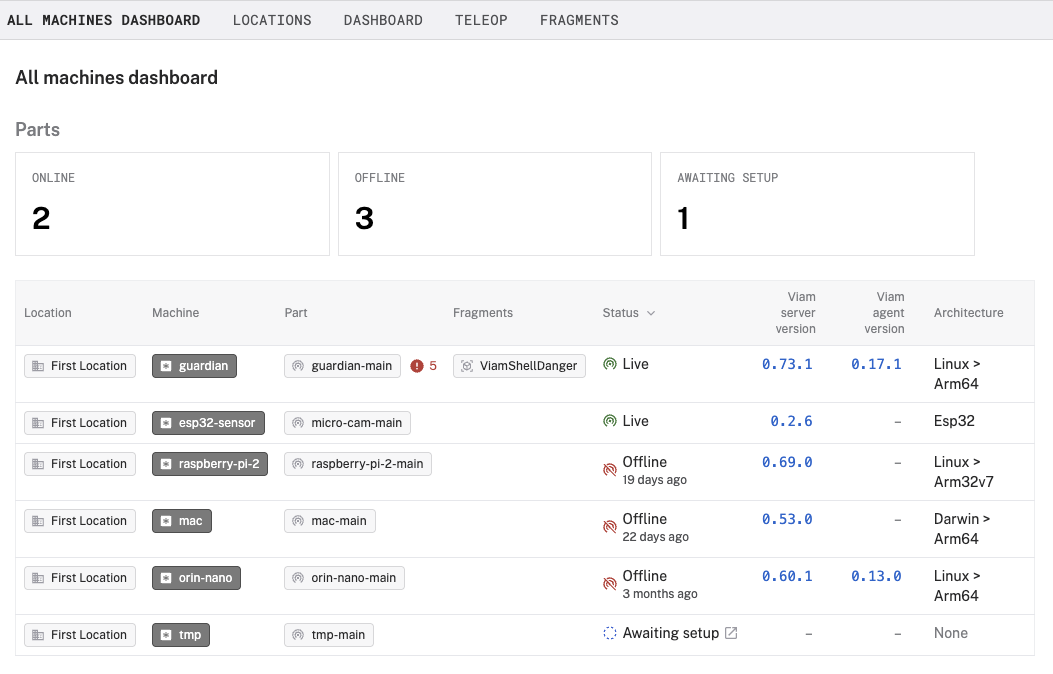 ALL MACHINES DASHBOARD LOCATIONS DASHBOARD TELEOP FRAGMENTS
All machines dashboard
Parts
ONLINE OFFLINE AWAITING SETUP
2 3 1
Location Machine Part Fragments Status Viam server version Viam agent version Architecture
First Location guardian guardian-main 5 ViamShellDanger Live 0.73.1 0.17.1 Linux > Arm64
First Location esp32-sensor micro-cam-main Live 0.2.6 – Esp32
First Location raspberry-pi-2 raspberry-pi-2-main Offline 19 days ago 0.69.0 – Linux > Arm32v7
First Location mac mac-main Offline 22 days ago 0.53.0 – Darwin > Arm64
First Location orin-nano orin-nano-main Offline 3 months ago 0.60.1 0.13.0 Linux > Arm64
First Location tmp tmp-main Awaiting setup – – None